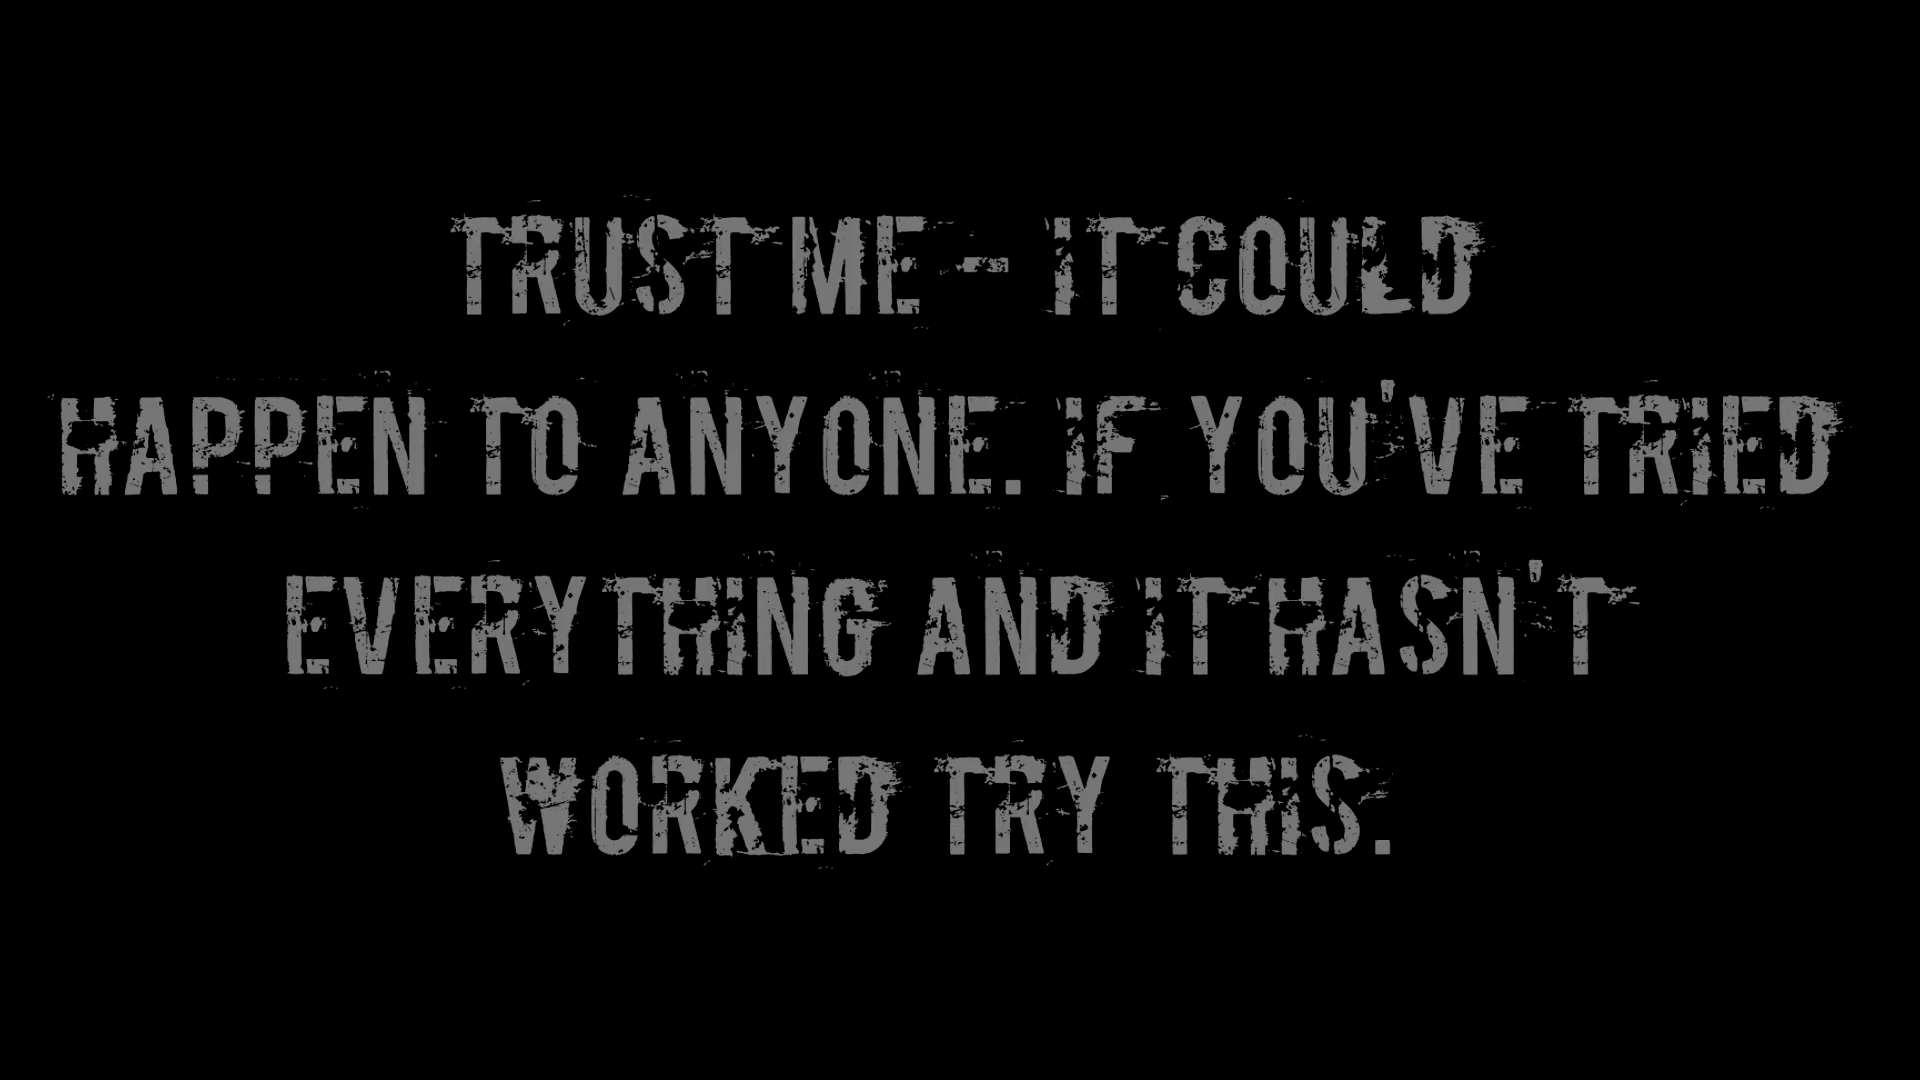 TRUST ME - IT COULD
HAPPEN TO ANYONE. IF YOU'VE TRIED
EVERYTHING AND IT HASN'T
WORKED TRY THIS.